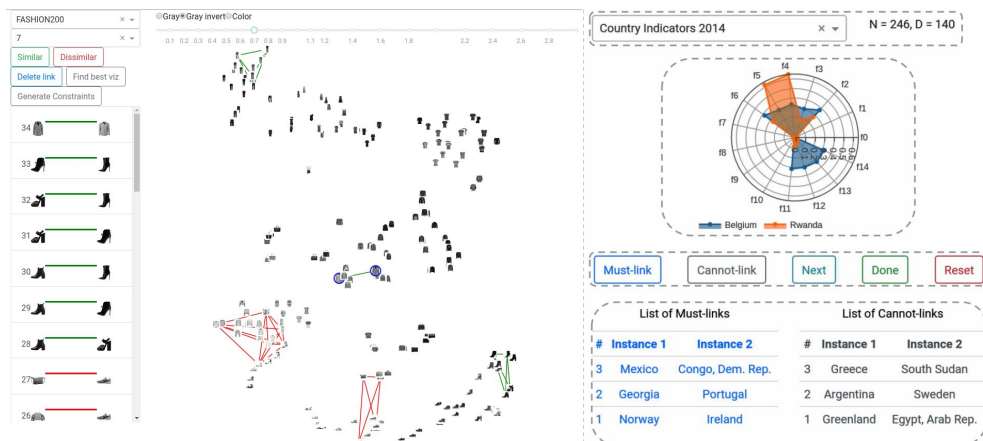 FASHION200
7
Similar
Dissimilar
Delete link
Find best viz
Generate Constraints
34
33
32
31
30
29
28
27
26
Gray Gray invert Color
0.1 0.2 0.3 0.4 0.5 0.6 0.7 0.8 0.9 1.1 1.2 1.4 1.6 1.8 2 2.2 2.4 2.6 2.8
Country Indicators 2014
N = 246, D = 140
f4
f5
f3
f6
f2
f7
f1
f8
f0
f9
f14
f10
f13
f11
f12
Belgium
Rwanda
Must-link
Cannot-link
Next
Done
Reset
List of Must-links
# Instance 1 Instance 2
3 Mexico Congo, Dem. Rep.
2 Georgia Portugal
1 Norway Ireland
List of Cannot-links
# Instance 1 Instance 2
3 Greece South Sudan
2 Argentina Sweden
1 Greenland Egypt, Arab Rep.